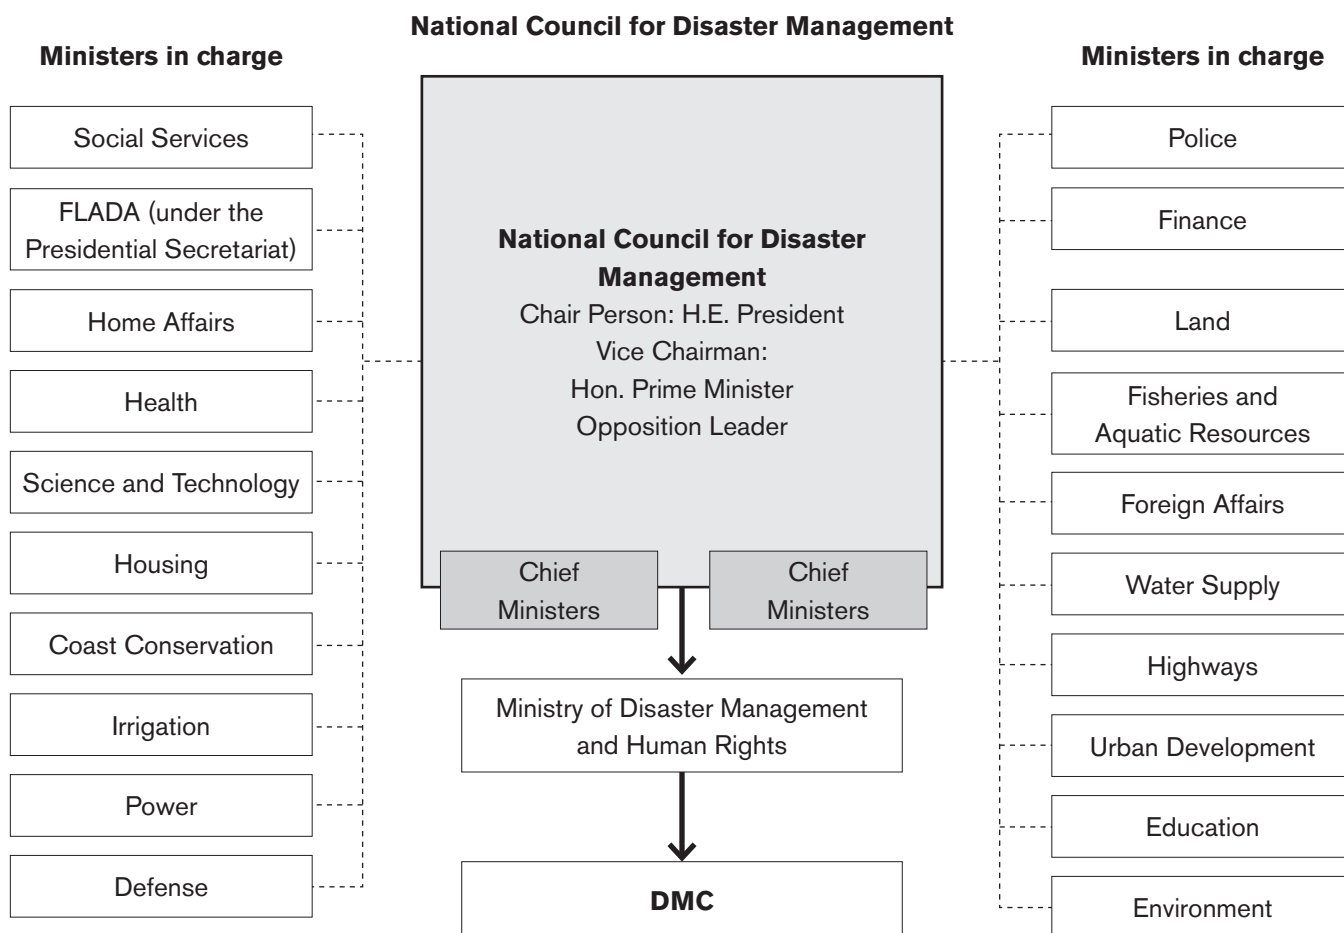 National Council for Disaster Management
Ministers in charge
Social Services
FLADA (under the
Presidential Secretariat)
Home Affairs
Health
Science and Technology
Housing
Coast Conservation
Irrigation
Power
Defense
National Council for Disaster
Management
Chair Person: H.E. President
Vice Chairman:
Hon. Prime Minister
Opposition Leader
Chief
Ministers
Chief
Ministers
Ministry of Disaster Management
and Human Rights
DMC
Ministers in charge
Police
Finance
Land
Fisheries and
Aquatic Resources
Foreign Affairs
Water Supply
Highways
Urban Development
Education
Environment